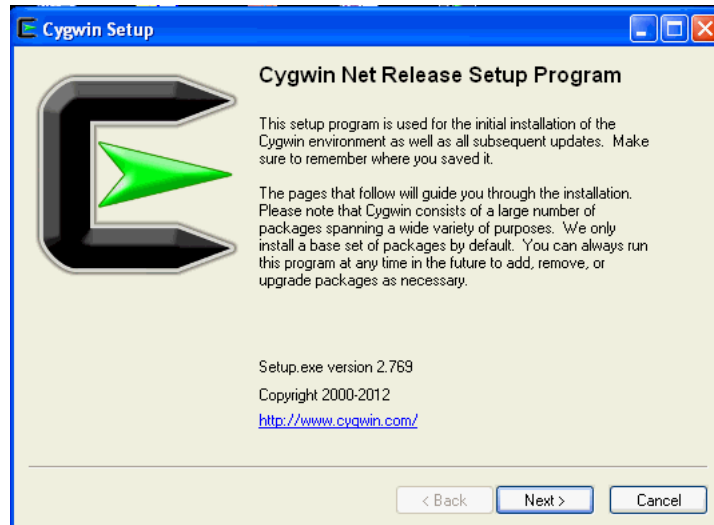 Cygwin Setup
Cygwin Net Release Setup Program
This setup program is used for the initial installation of the
Cygwin environment as well as all subsequent updates.  Make
sure to remember where you saved it.
The pages that follow will guide you through the installation.
Please note that Cygwin consists of a large number of
packages spanning a wide variety of purposes.  We only
install a base set of packages by default.  You can always run
this program at any time in the future to add, remove, or
upgrade packages as necessary.
Setup.exe version 2.769
Copyright 2000-2012
http://www.cygwin.com/
< Back
Next >
Cancel